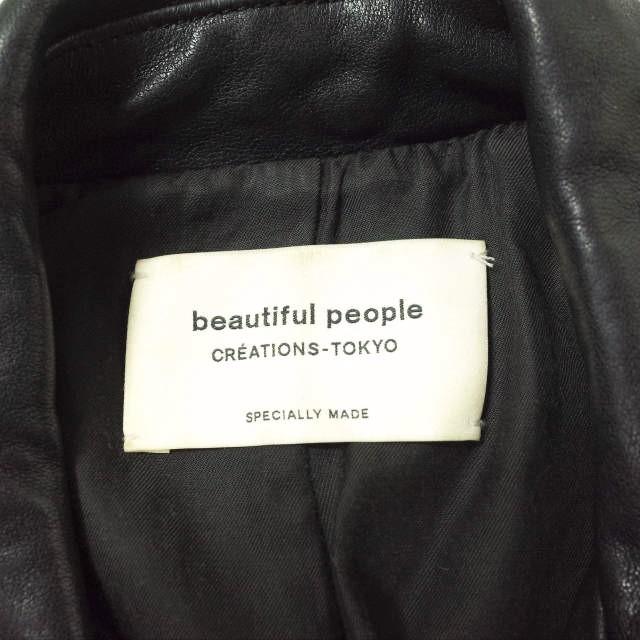 beautiful people
CRÉATIONS-TOKYO
SPECIALLY MADE